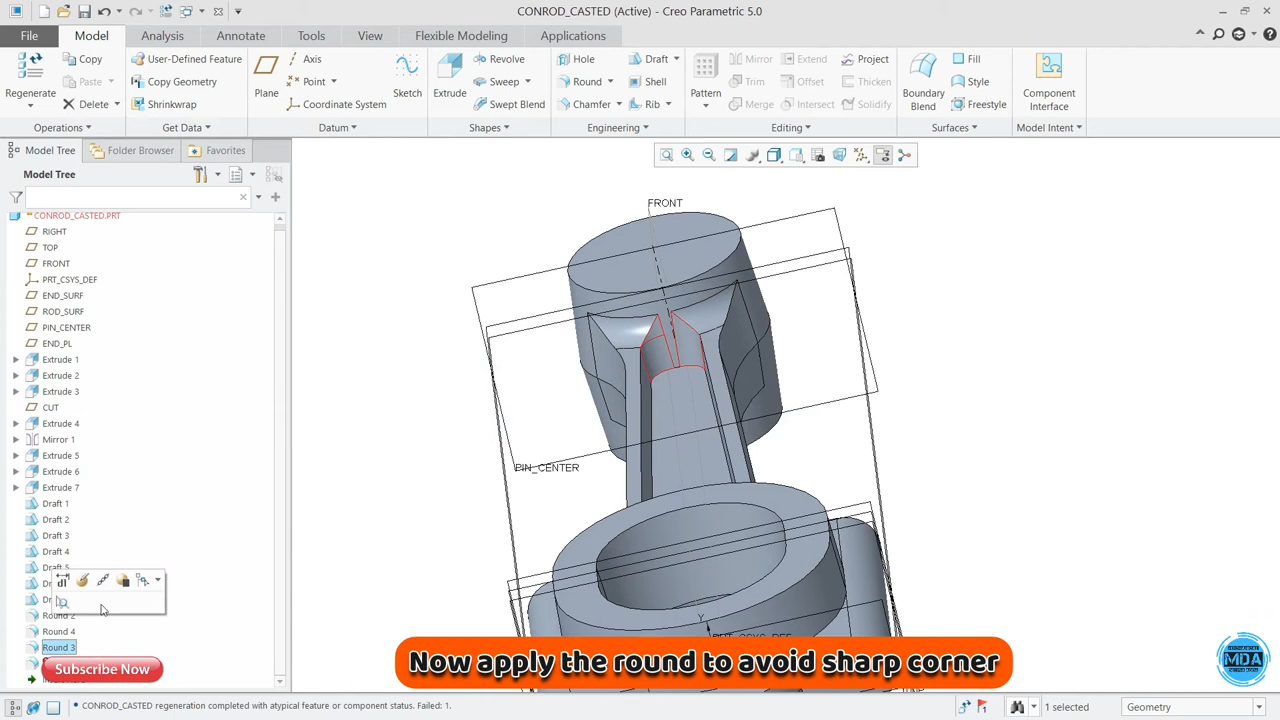 CONROD_CASTED (Active) - Creo Parametric 5.0
File Model Analysis Annotate Tools View Flexible Modeling Applications
Regenerate
Copy
Paste
Delete
Operations
User-Defined Feature
Copy Geometry
Shrinkwrap
Get Data
Plane
Axis
Point
Coordinate System
Sketch
Datum
Extrude
Revolve
Sweep
Swept Blend
Shapes
Hole
Round
Chamfer
Draft
Shell
Rib
Engineering
Pattern
Mirror
Trim
Merge
Extend
Offset
Intersect
Project
Thicken
Solidify
Editing
Boundary
Blend
Fill
Style
Freestyle
Surfaces
Component
Interface
Model Intent
Model Tree Folder Browser Favorites
Model Tree
CONROD_CASTED.PRT
RIGHT
TOP
FRONT
PRT_CSYS_DEF
END_SURF
ROD_SURF
PIN_CENTER
END_PL
Extrude 1
Extrude 2
Extrude 3
CUT
Extrude 4
Mirror 1
Extrude 5
Extrude 6
Extrude 7
Draft 1
Draft 2
Draft 3
Draft 4
Draft 5
Round 2
Round 4
Round 3
Subscribe Now
FRONT
PIN_CENTER
Y
Now apply the round to avoid sharp corner
MDA
CONROD_CASTED regeneration completed with atypical feature or component status. Failed: 1.
1 selected
Geometry